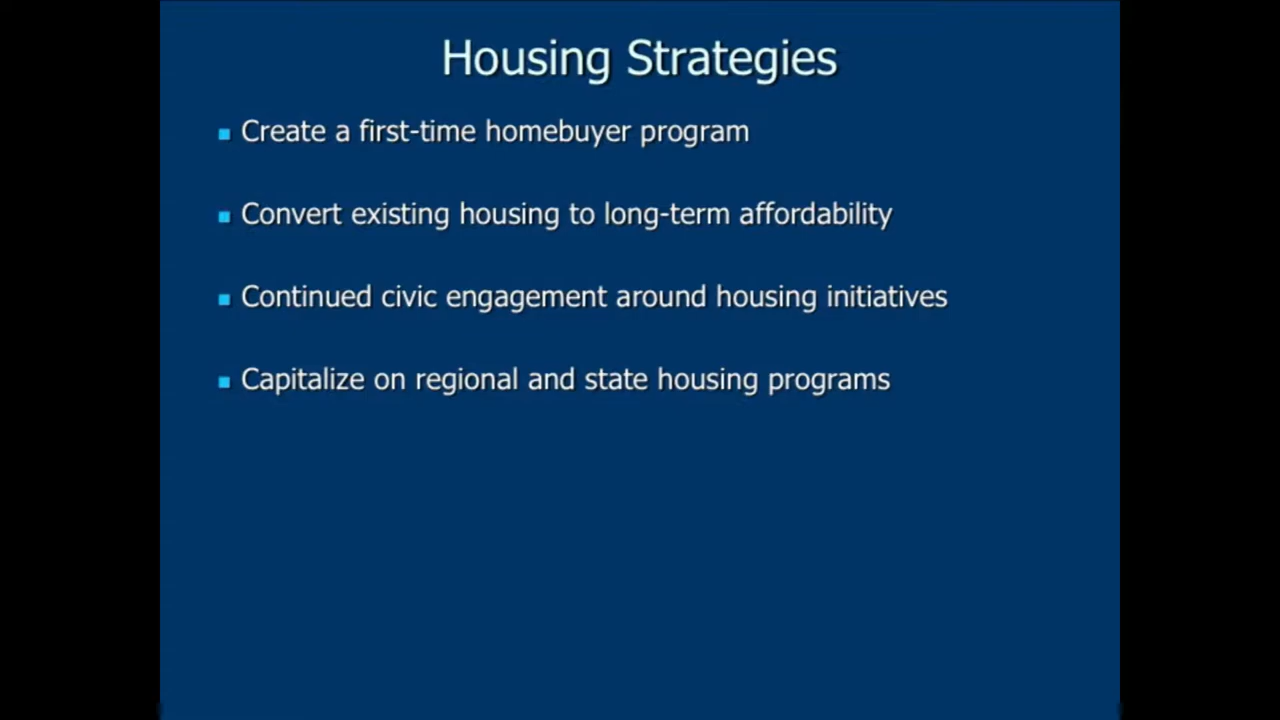 Housing Strategies
Create a first-time homebuyer program
Convert existing housing to long-term affordability
Continued civic engagement around housing initiatives
Capitalize on regional and state housing programs